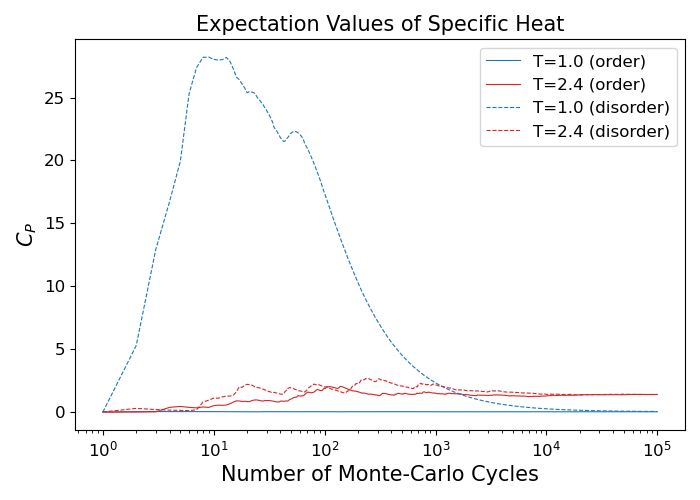 Expectation Values of Specific Heat
T=1.0 (order)
T=2.4 (order)
T=1.0 (disorder)
T=2.4 (disorder)
C_P
25
20
15
10
5
0
10^0 10^1 10^2 10^3 10^4 10^5
Number of Monte-Carlo Cycles